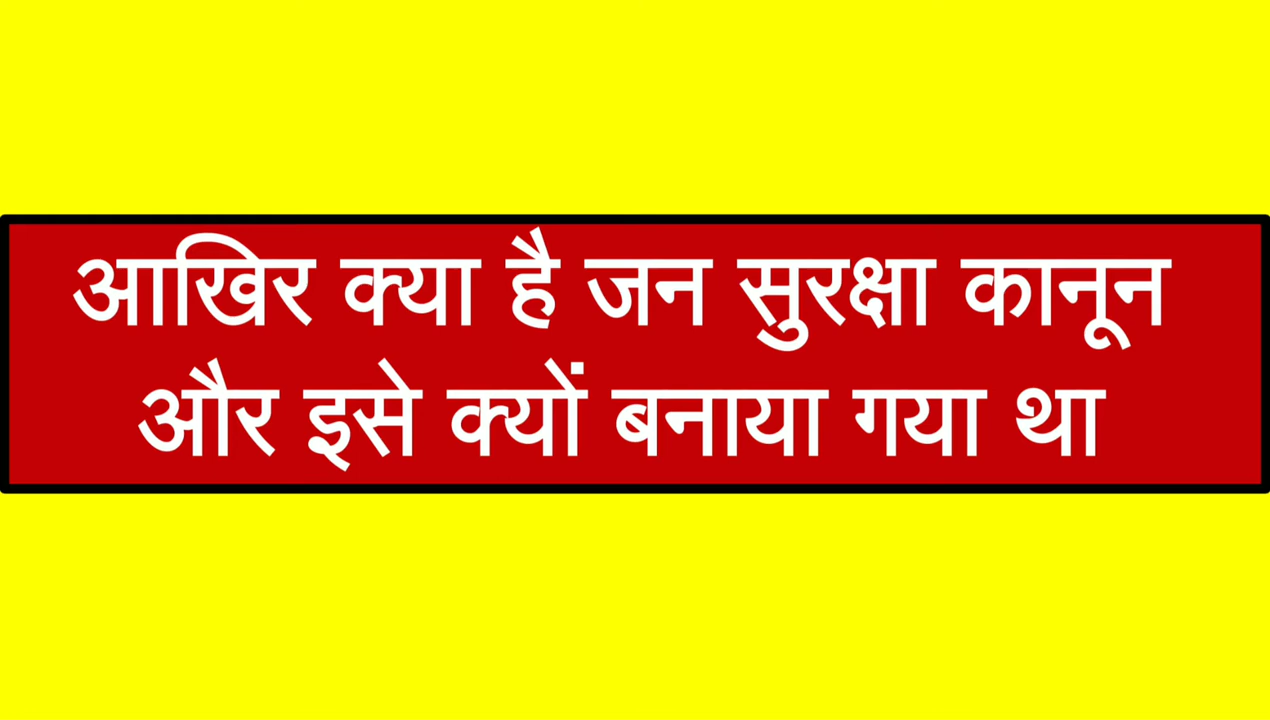 आखिर क्या है जन सुरक्षा कानून
और इसे क्यों बनाया गया था